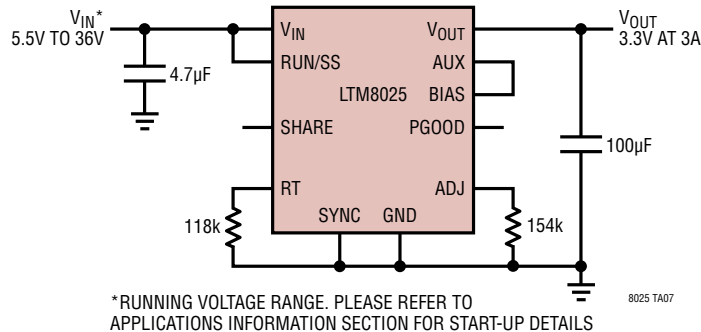 VIN*
5.5V TO 36V
4.7µF
VIN
RUN/SS
SHARE
RT
SYNC
GND
LTM8025
VOUT
AUX
BIAS
PGOOD
ADJ
118k
154k
VOUT
3.3V AT 3A
100µF
*RUNNING VOLTAGE RANGE. PLEASE REFER TO
APPLICATIONS INFORMATION SECTION FOR START-UP DETAILS
8025 TA07